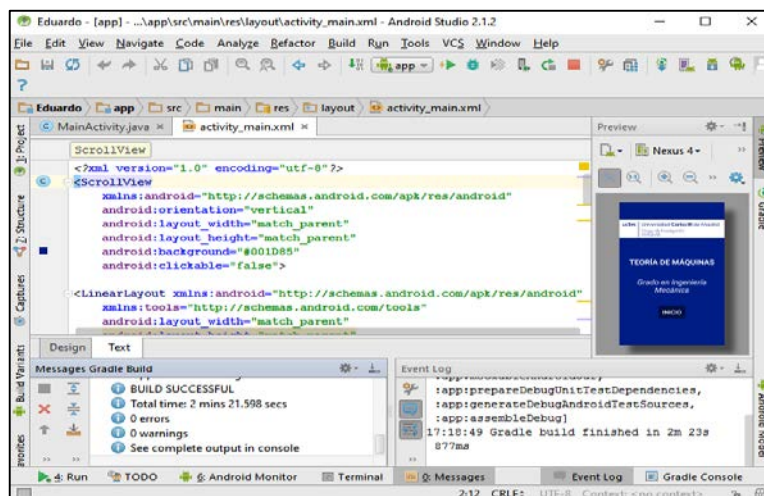 Eduardo - [app] - ...\app\src\main\res\layout\activity_main.xml - Android Studio 2.1.2
File Edit View Navigate Code Analyze Refactor Build Run Tools VCS Window Help
app
?
Eduardo app src main res layout activity_main.xml
MainActivity.java × activity_main.xml ×
Preview
ScrollView
Nexus 4
<?xml version="1.0" encoding="utf-8"?>
<ScrollView
xmlns:android="http://schemas.android.com/apk/res/android"
android:orientation="vertical"
android:layout_width="match_parent"
android:layout_height="match_parent"
android:background="#001D85"
android:clickable="false">
<LinearLayout xmlns:android="http://schemas.android.com/apk/res/android"
xmlns:tools="http://schemas.android.com/tools"
android:layout_width="match_parent"
1: Project
2: Structure
Captures
Build Variants
Preview
Gradle
Android Model
TEORÍA DE MÁQUINAS
Grado en Ingeniería
Mecánica
INICIO
Design Text
Messages Gradle Build
BUILD SUCCESSFUL
Total time: 2 mins 21.598 secs
0 errors
0 warnings
See complete output in console
Event Log
:app:prepareDebugUnitTestDependencies,
:app:generateDebugAndroidTestSources,
:app:assembleDebug]
17:18:49 Gradle build finished in 2m 23s
877ms
4: Run TODO 6: Android Monitor Terminal 0: Messages Event Log Gradle Console
2:12 CRLF÷ UTF-8 Context: <no context>